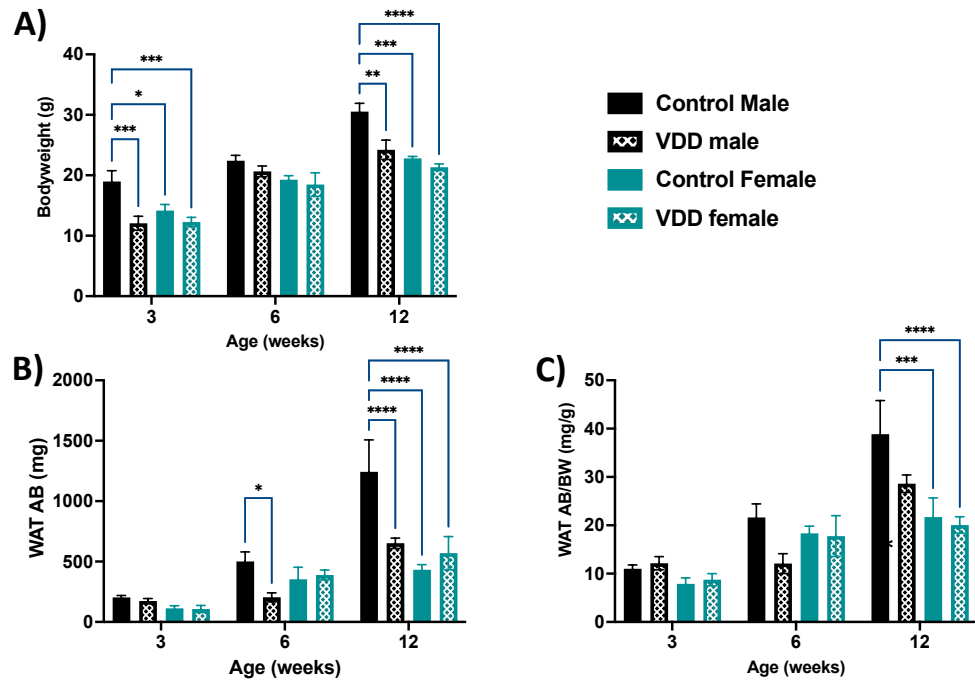 A)
Bodyweight (g)
40
30
20
10
0
***
*
***
****
***
**
3
6
12
Age (weeks)
Control Male
VDD male
Control Female
VDD female
B)
WAT AB (mg)
2000
1500
1000
500
0
*
****
****
****
3
6
12
Age (weeks)
C)
WAT AB/BW (mg/g)
50
40
30
20
10
0
****
***
*
3
6
12
Age (weeks)